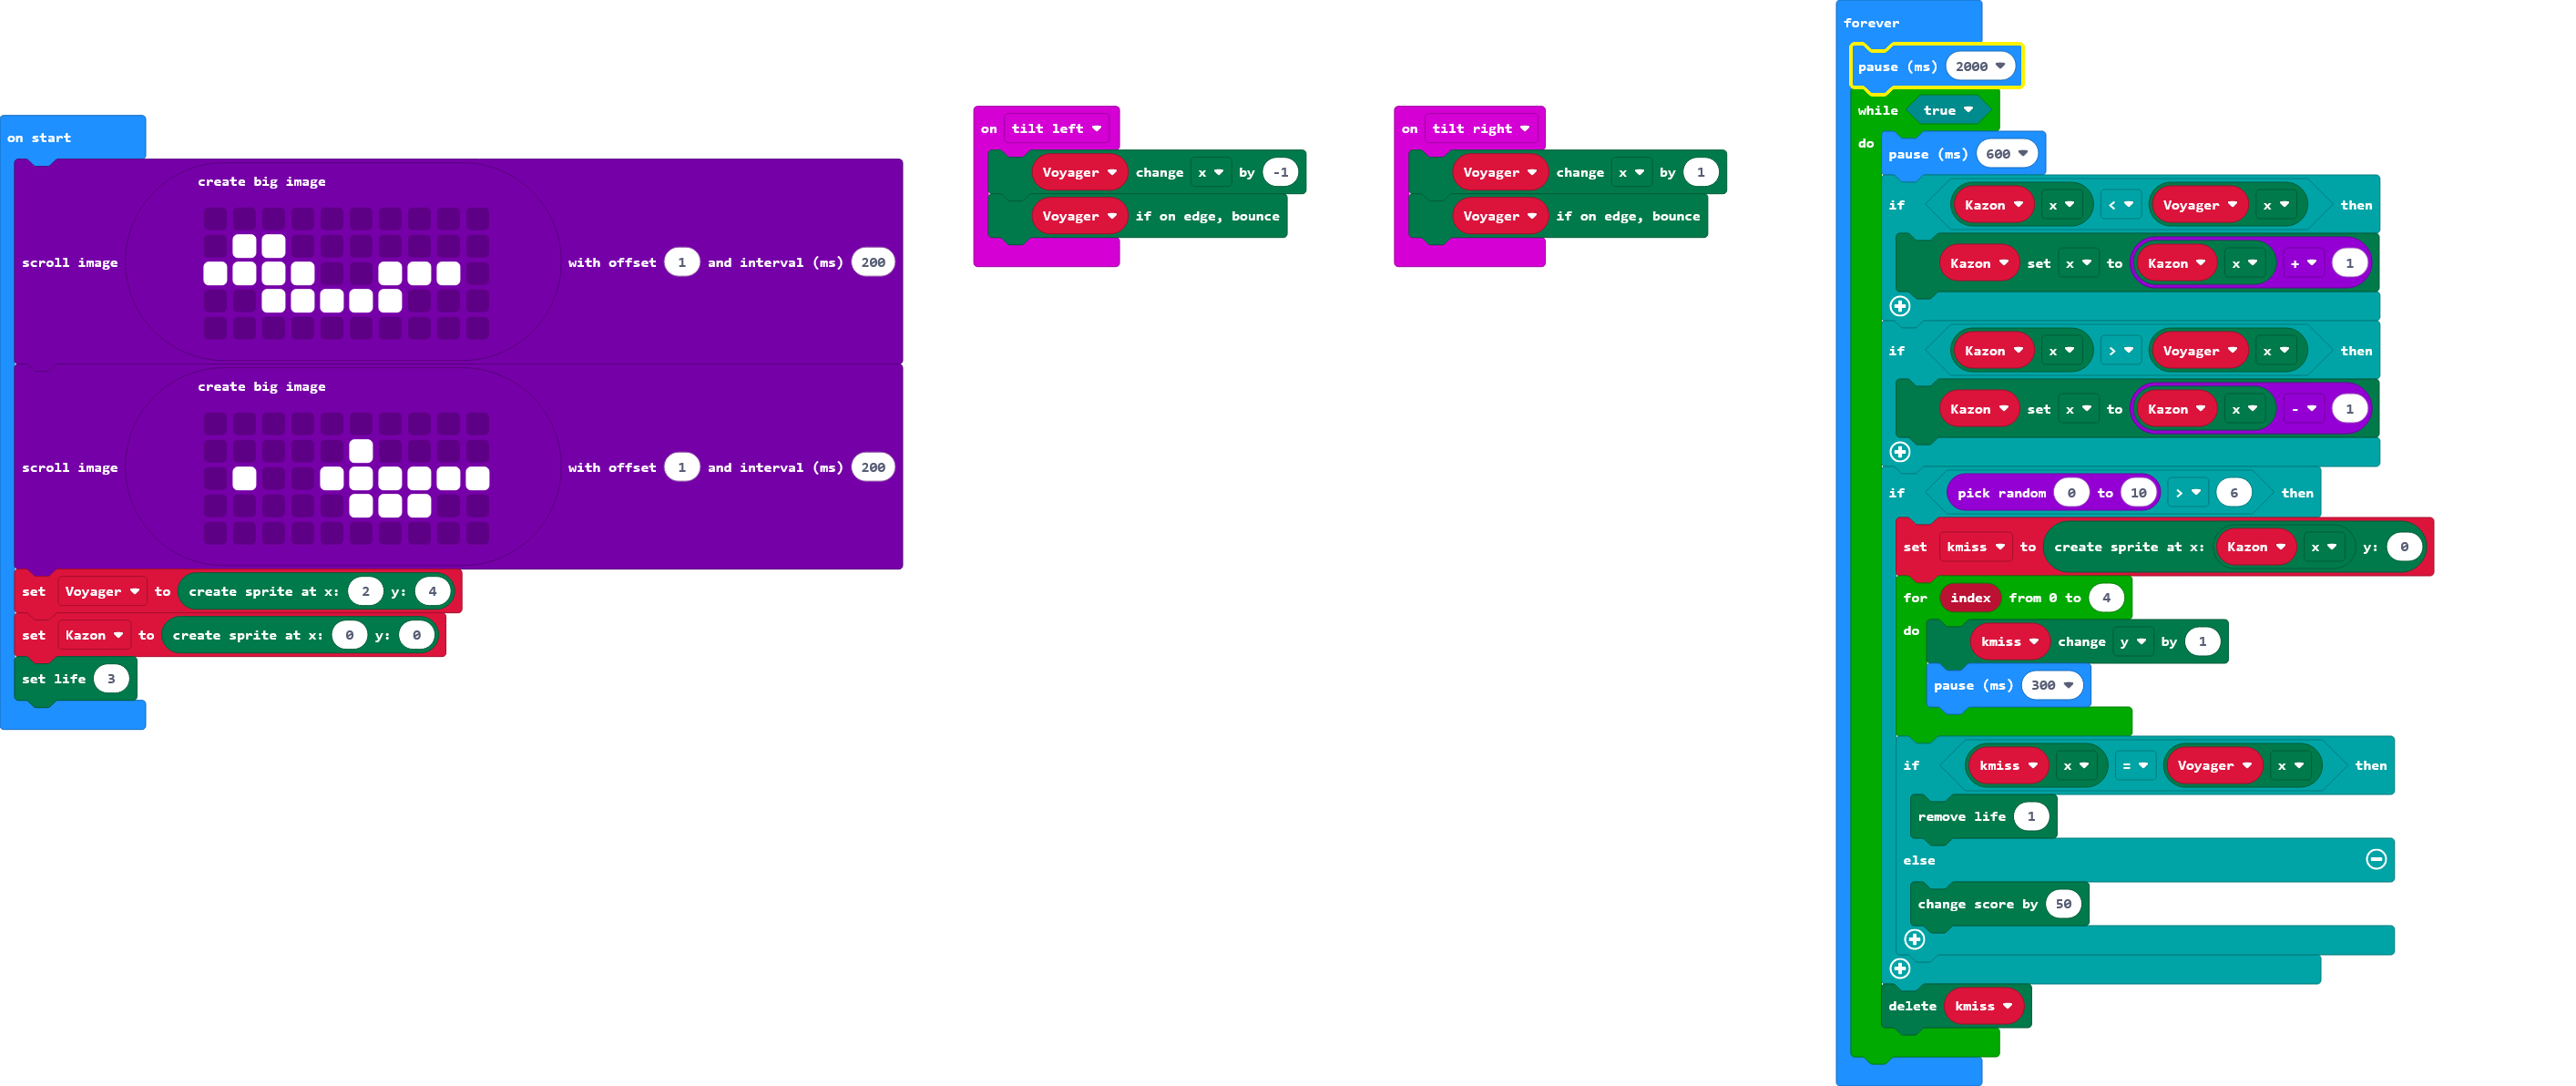 on start
create big image
scroll image with offset 1 and interval (ms) 200
create big image
scroll image with offset 1 and interval (ms) 200
set Voyager to create sprite at x: 2 y: 4
set Kazon to create sprite at x: 0 y: 0
set life 3
on tilt left
Voyager change x by -1
Voyager if on edge, bounce
on tilt right
Voyager change x by 1
Voyager if on edge, bounce
forever
pause (ms) 2000
while true
do
pause (ms) 600
if Kazon x < Voyager x then
Kazon set x to Kazon x + 1
if Kazon x > Voyager x then
Kazon set x to Kazon x - 1
if pick random 0 to 10 > 6 then
set kmiss to create sprite at x: Kazon x y: 0
for index from 0 to 4
do
kmiss change y by 1
pause (ms) 300
if kmiss x = Voyager x then
remove life 1
else
change score by 50
delete kmiss